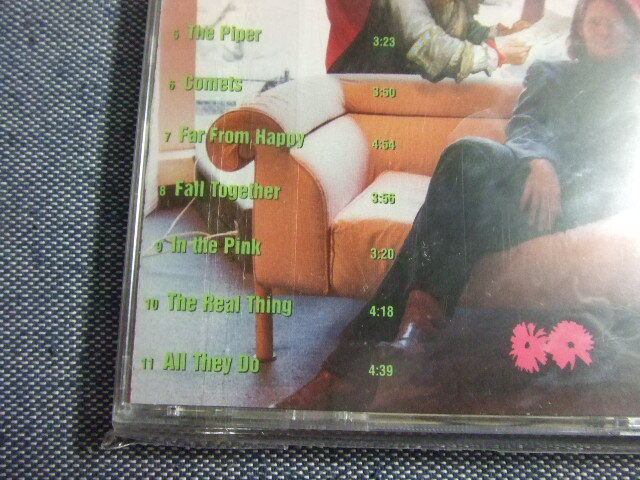 5 The Piper 3:23
6 Comets 3:50
7 Far From Happy 4:54
8 Fall Together 3:56
9 In the Pink 3:20
10 The Real Thing 4:18
11 All They Do 4:39